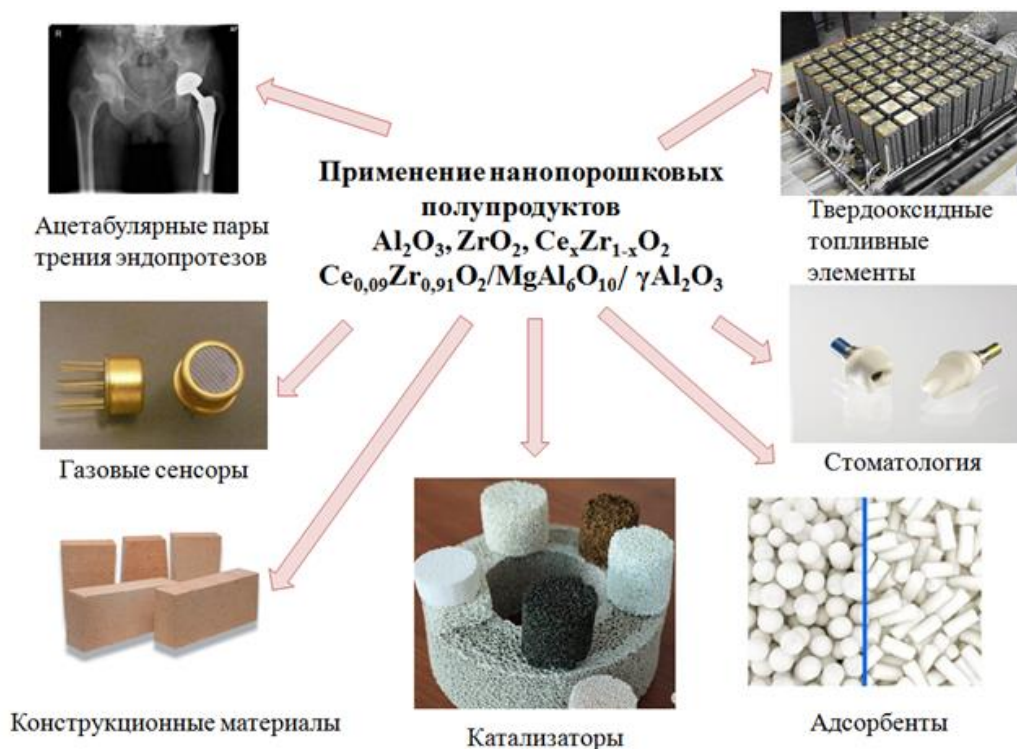 R
Применение нанопорошковых
полупродуктов
Al₂O₃, ZrO₂, CeₓZr₁₋ₓO₂
Ce₀,₀₉Zr₀,₉₁O₂/MgAl₆O₁₀/ γAl₂O₃
Ацетабулярные пары
трения эндопротезов
Твердооксидные
топливные
элементы
Газовые сенсоры
Стоматология
Конструкционные материалы
Катализаторы
Адсорбенты